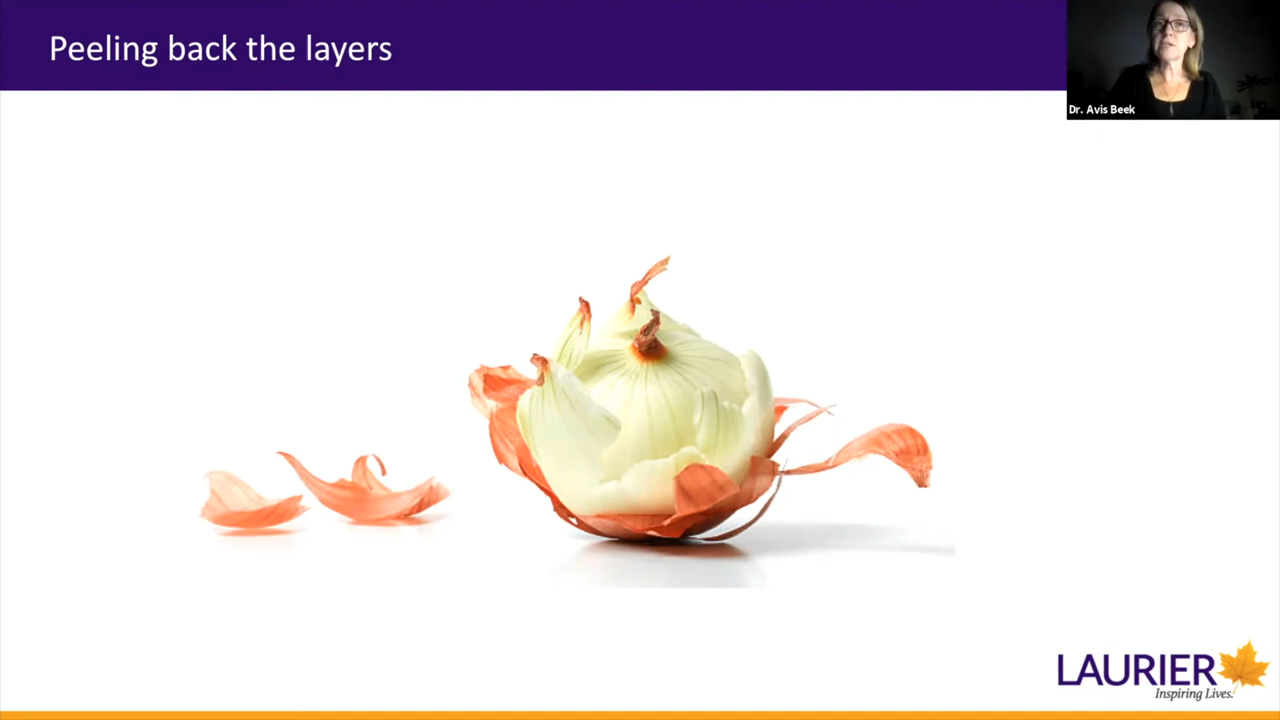 Peeling back the layers
Dr. Avis Beek
LAURIER
Inspiring Lives.